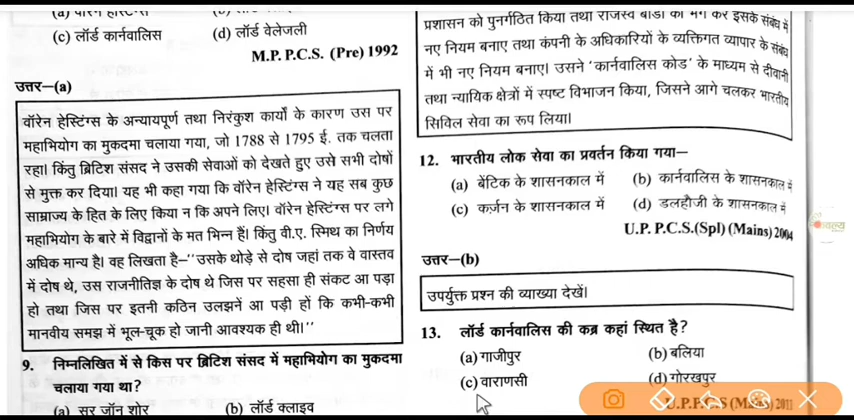 (c) लॉर्ड कार्नवालिस (d) लॉर्ड वेलेजली
M.P. P.C.S. (Pre) 1992
उत्तर—(a)
वॉरेन हेस्टिंग्स के अन्यायपूर्ण तथा निरंकुश कार्यों के कारण उस पर
महाभियोग का मुकदमा चलाया गया, जो 1788 से 1795 ई. तक चलता
रहा। किंतु ब्रिटिश संसद ने उसकी सेवाओं को देखते हुए उसे सभी दोषों
से मुक्त कर दिया। यह भी कहा गया कि वॉरेन हेस्टिंग्स ने यह सब कुछ
साम्राज्य के हित के लिए किया न कि अपने लिए। वॉरेन हेस्टिंग्स पर लगे
महाभियोग के बारे में विद्वानों के मत भिन्न हैं। किंतु वी.ए. स्मिथ का निर्णय
अधिक मान्य है। वह लिखता है—''उसके थोड़े से दोष जहां तक वे वास्तव
में दोष थे, उस राजनीतिज्ञ के दोष थे जिस पर सहसा ही संकट आ पड़ा
हो तथा जिस पर इतनी कठिन उलझनें आ पड़ी हों कि कभी-कभी
मानवीय समझ में भूल-चूक हो जानी आवश्यक ही थी।''
9. निम्नलिखित में से किस पर ब्रिटिश संसद में महाभियोग का मुकदमा
चलाया गया था?
(a) सर जॉन शोर (b) लॉर्ड क्लाइव
प्रशासन को पुनर्गठित किया तथा राजस्व बोर्ड को भंग कर इसके संबंध में
नए नियम बनाए तथा कंपनी के अधिकारियों के व्यक्तिगत व्यापार के संबंध
में भी नए नियम बनाए। उसने 'कार्नवालिस कोड' के माध्यम से दीवानी
तथा न्यायिक क्षेत्रों में स्पष्ट विभाजन किया, जिसने आगे चलकर भारतीय
सिविल सेवा का रूप लिया।
12. भारतीय लोक सेवा का प्रवर्तन किया गया—
(a) बेंटिक के शासनकाल में (b) कार्नवालिस के शासनकाल में
(c) कर्ज़न के शासनकाल में (d) डलहौजी के शासनकाल में
U.P. P.C.S.(Spl) (Mains) 2004
उत्तर—(b)
उपर्युक्त प्रश्न की व्याख्या देखें।
13. लॉर्ड कार्नवालिस की कब्र कहां स्थित है?
(a) गाजीपुर (b) बलिया
(c) वाराणसी (d) गोरखपुर
U.P.P.C.S (Mains) 2011